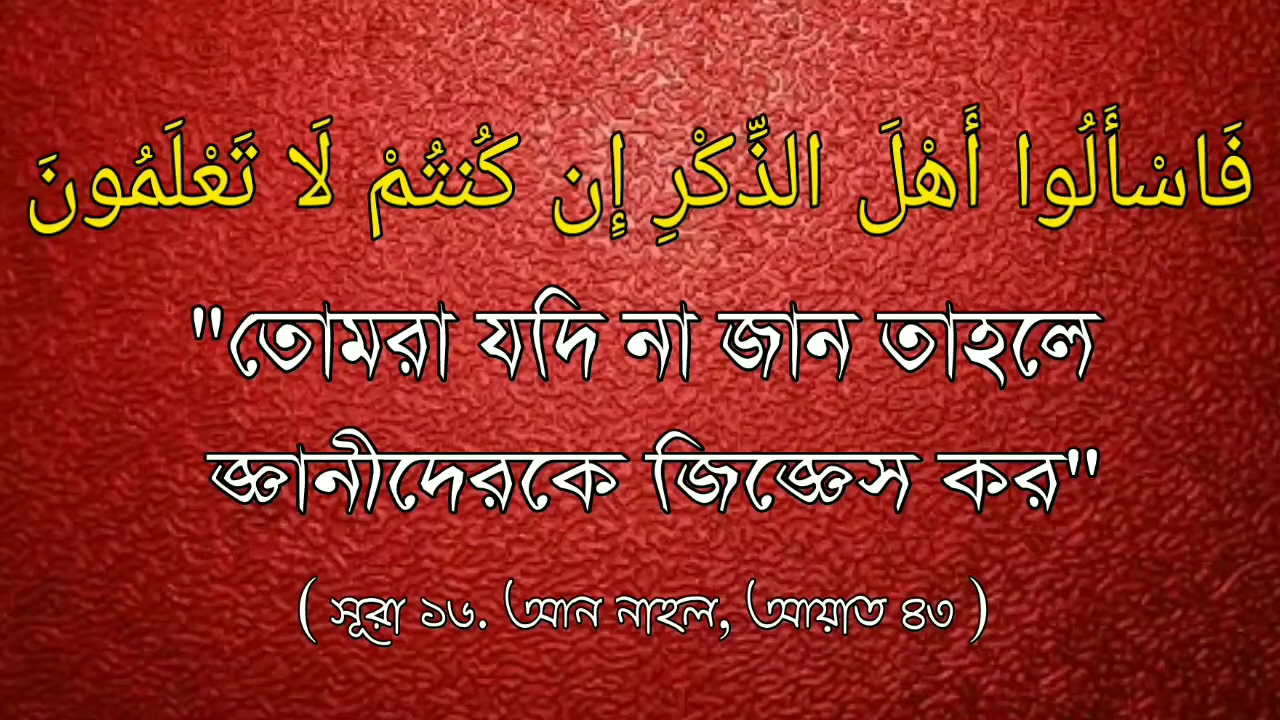 فَاسْأَلُوا أَهْلَ الذِّكْرِ إِن كُنتُمْ لَا تَعْلَمُونَ
"তোমরা যদি না জান তাহলে
জ্ঞানীদেরকে জিজ্ঞেস কর"
( সূরা ১৬. আন নাহল, আয়াত ৪৩ )